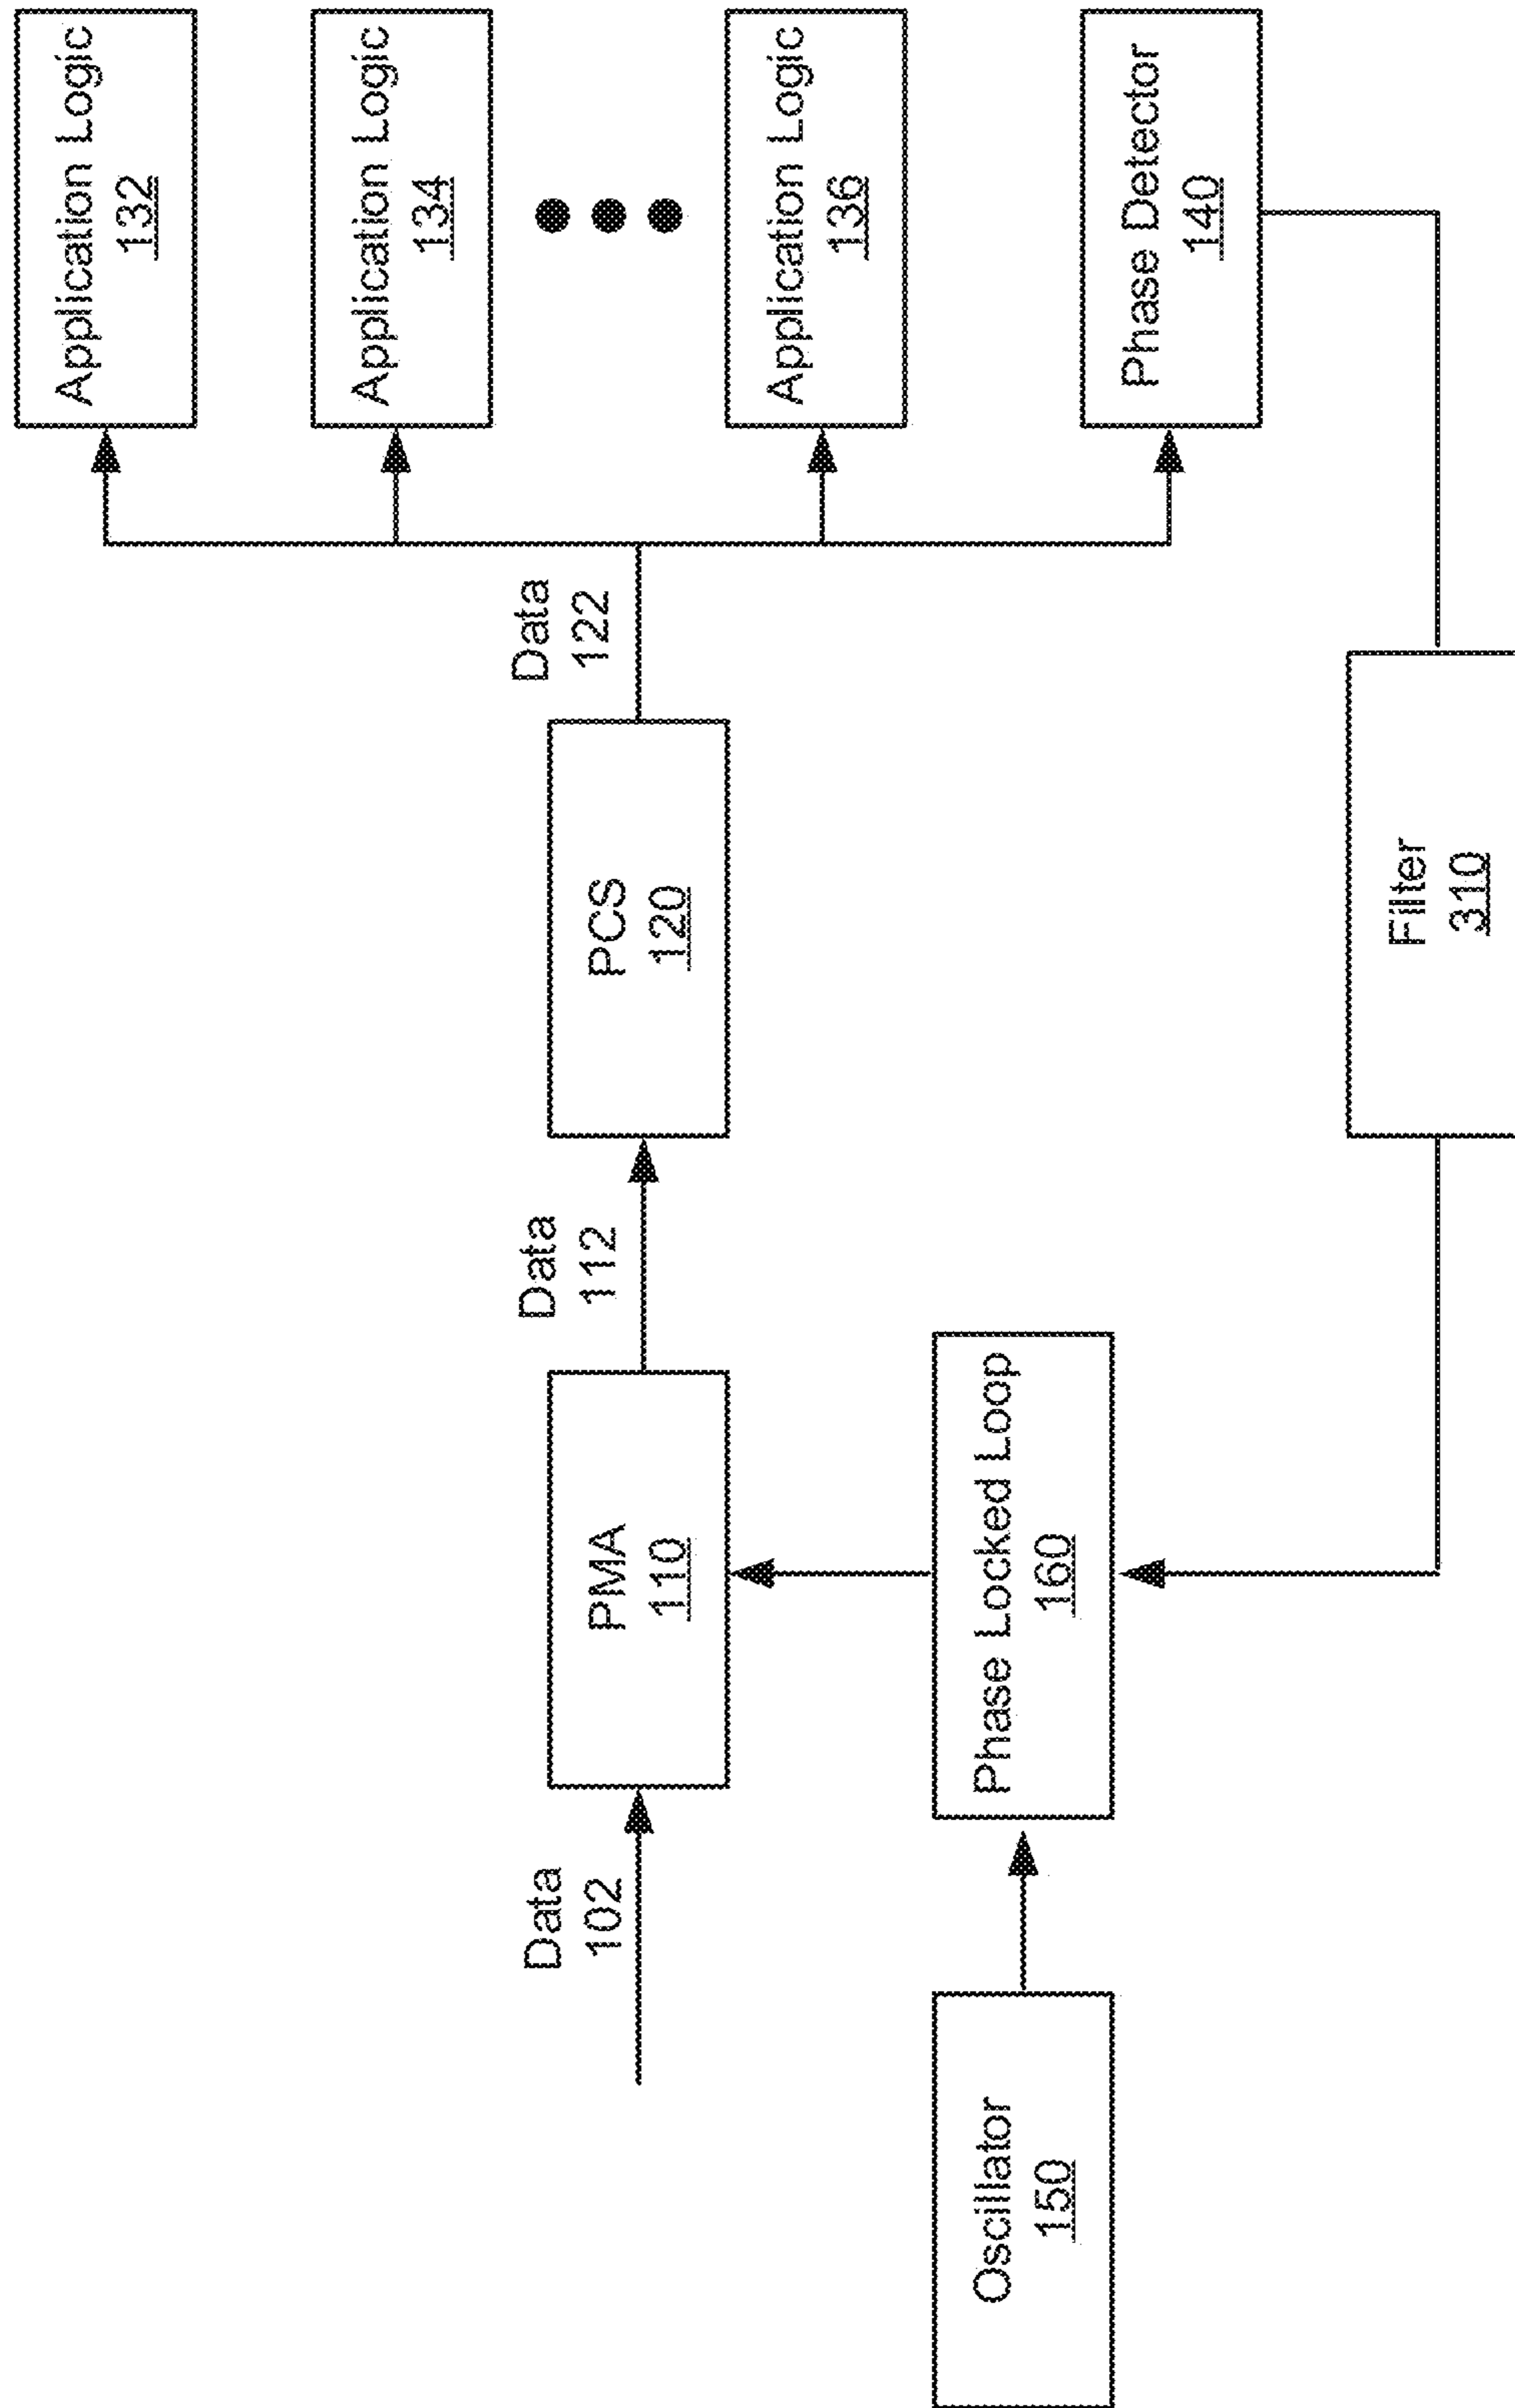 Data
102
PMA
110
Data
112
PCS
120
Data
122
Application Logic
132
Application Logic
134
Application Logic
136
Phase Detector
140
Oscillator
150
Phase Locked Loop
160
Filter
310